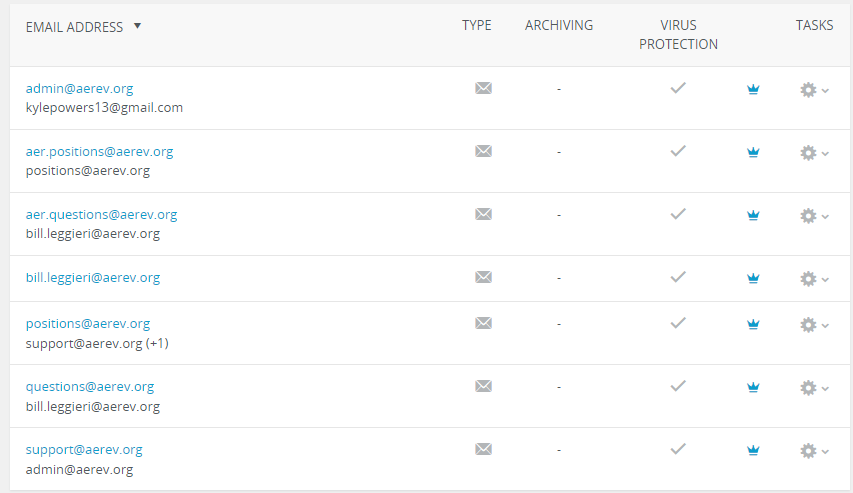 EMAIL ADDRESS TYPE ARCHIVING VIRUS PROTECTION TASKS
admin@aerev.org -
kylepowers13@gmail.com
aer.positions@aerev.org -
positions@aerev.org
aer.questions@aerev.org -
bill.leggieri@aerev.org
bill.leggieri@aerev.org -
positions@aerev.org -
support@aerev.org (+1)
questions@aerev.org -
bill.leggieri@aerev.org
support@aerev.org -
admin@aerev.org